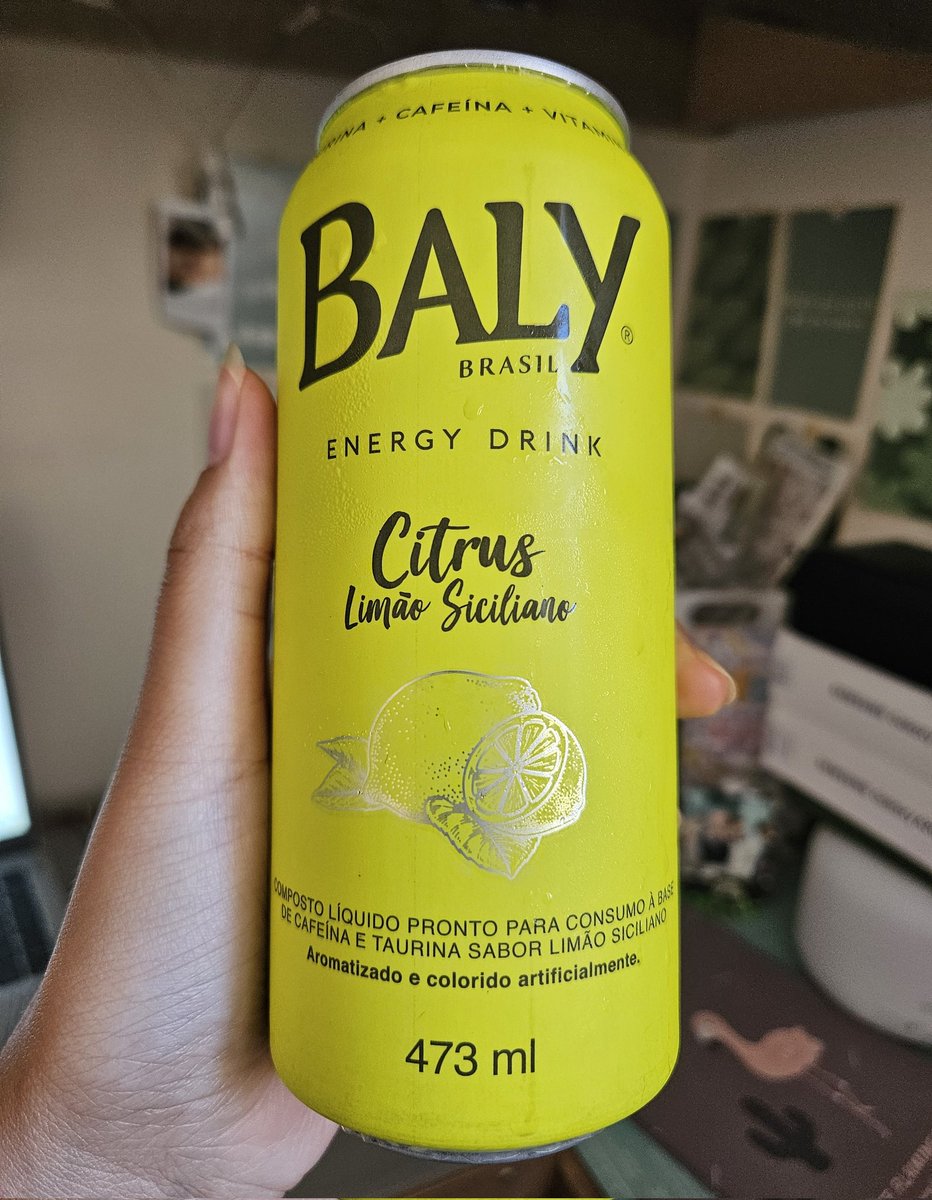 + CAFEÍNA +
BALY
®
BRASIL
ENERGY DRINK
Citrus
Limão Siciliano
COMPOSTO LÍQUIDO PRONTO PARA CONSUMO À BASE
DE CAFEÍNA E TAURINA SABOR LIMÃO SICILIANO
Aromatizado e colorido artificialmente.
473 ml